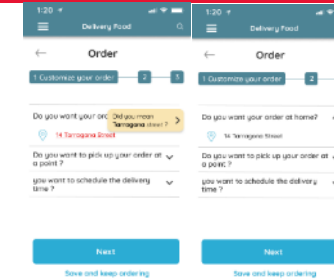 1:20
Delivery Food
Order
1 Customize your order 2 3
Do you want your orde
Did you mean
Tarragona street ?
14 Tarragona Street
Do you want to pick up your order at
a point ?
you want to schedule the delivery
time ?
Next
Save and keep ordering
1:20
Delivery Food
Order
1 Customize your order 2
Do you want your order at home?
14 Tarragona Street
Do you want to pick up your order at
a point ?
you want to schedule the delivery
time ?
Next
Save and keep ordering